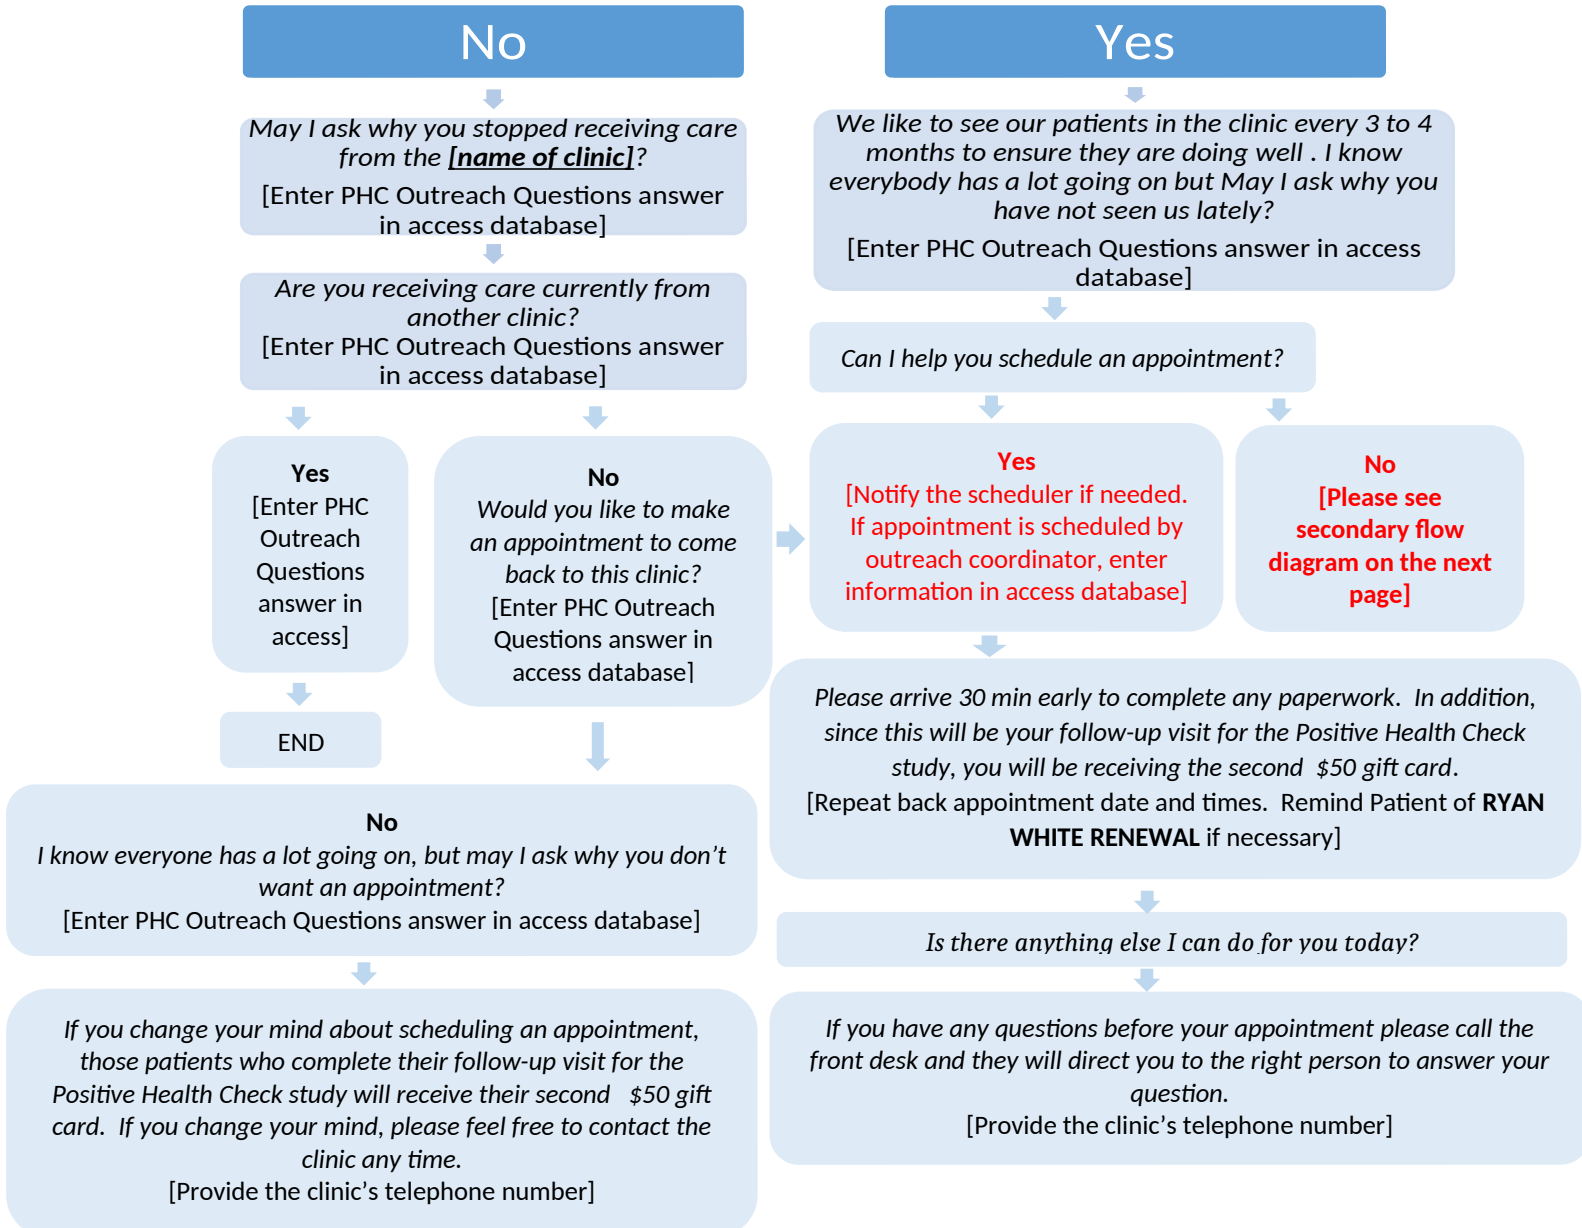 No
May I ask why you stopped receiving care
from the [name of clinic]?
[Enter PHC Outreach Questions answer
in access database]
Are you receiving care currently from
another clinic?
[Enter PHC Outreach Questions answer
in access database]
Yes
[Enter PHC
Outreach
Questions
answer in
access]
END
No
Would you like to make
an appointment to come
back to this clinic?
[Enter PHC Outreach
Questions answer in
access database]
No
I know everyone has a lot going on, but may I ask why you don’t
want an appointment?
[Enter PHC Outreach Questions answer in access database]
If you change your mind about scheduling an appointment,
those patients who complete their follow-up visit for the
Positive Health Check study will receive their second $50 gift
card. If you change your mind, please feel free to contact the
clinic any time.
[Provide the clinic’s telephone number]
Yes
We like to see our patients in the clinic every 3 to 4
months to ensure they are doing well . I know
everybody has a lot going on but May I ask why you
have not seen us lately?
[Enter PHC Outreach Questions answer in access
database]
Can I help you schedule an appointment?
Yes
[Notify the scheduler if needed.
If appointment is scheduled by
outreach coordinator, enter
information in access database]
No
[Please see
secondary flow
diagram on the next
page]
Please arrive 30 min early to complete any paperwork. In addition,
since this will be your follow-up visit for the Positive Health Check
study, you will be receiving the second $50 gift card.
[Repeat back appointment date and times. Remind Patient of RYAN
WHITE RENEWAL if necessary]
Is there anything else I can do for you today?
If you have any questions before your appointment please call the
front desk and they will direct you to the right person to answer your
question.
[Provide the clinic’s telephone number]